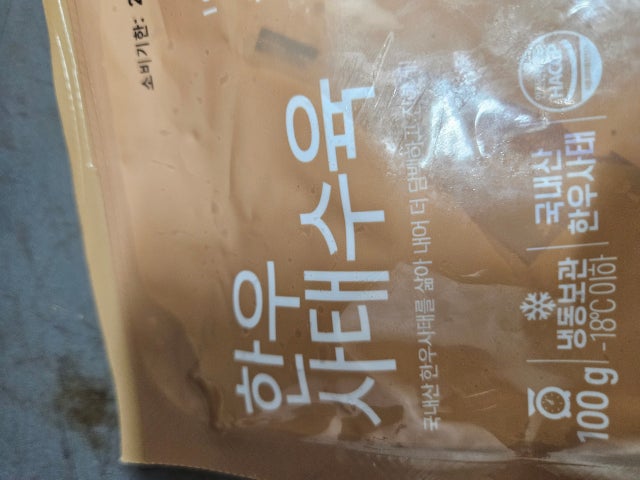 소비기한:
한우
사태수육
국내산 한우사태를 삶아 내어 더 담백하고
100 g
냉동보관
-18℃ 이하
국내산
한우사태
HACCP